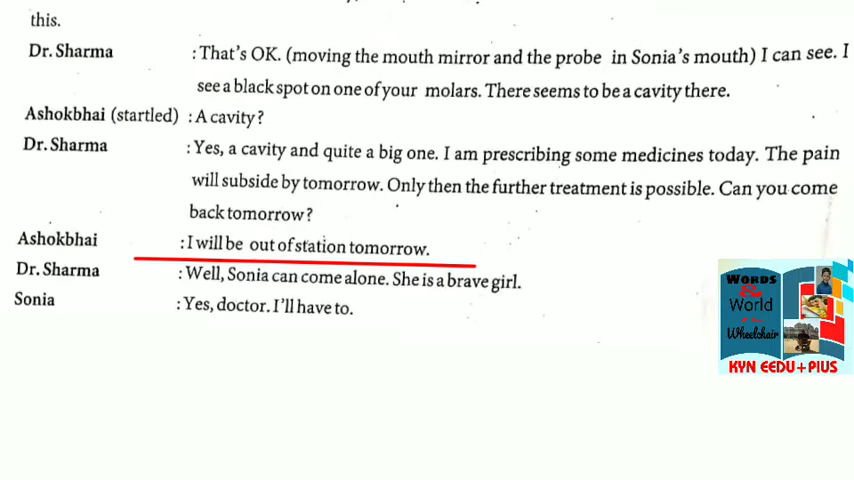 this.
Dr. Sharma : That's OK. (moving the mouth mirror and the probe in Sonia's mouth) I can see. I
see a black spot on one of your molars. There seems to be a cavity there.
Ashokbhai (startled) : A cavity?
Dr. Sharma : Yes, a cavity and quite a big one. I am prescribing some medicines today. The pain
will subside by tomorrow. Only then the further treatment is possible. Can you come
back tomorrow?
Ashokbhai : I will be out of station tomorrow.
Dr. Sharma : Well, Sonia can come alone. She is a brave girl.
Sonia : Yes, doctor. I'll have to.
WORDS
&
World
Wheelchair
KYN EEDU+PIUS